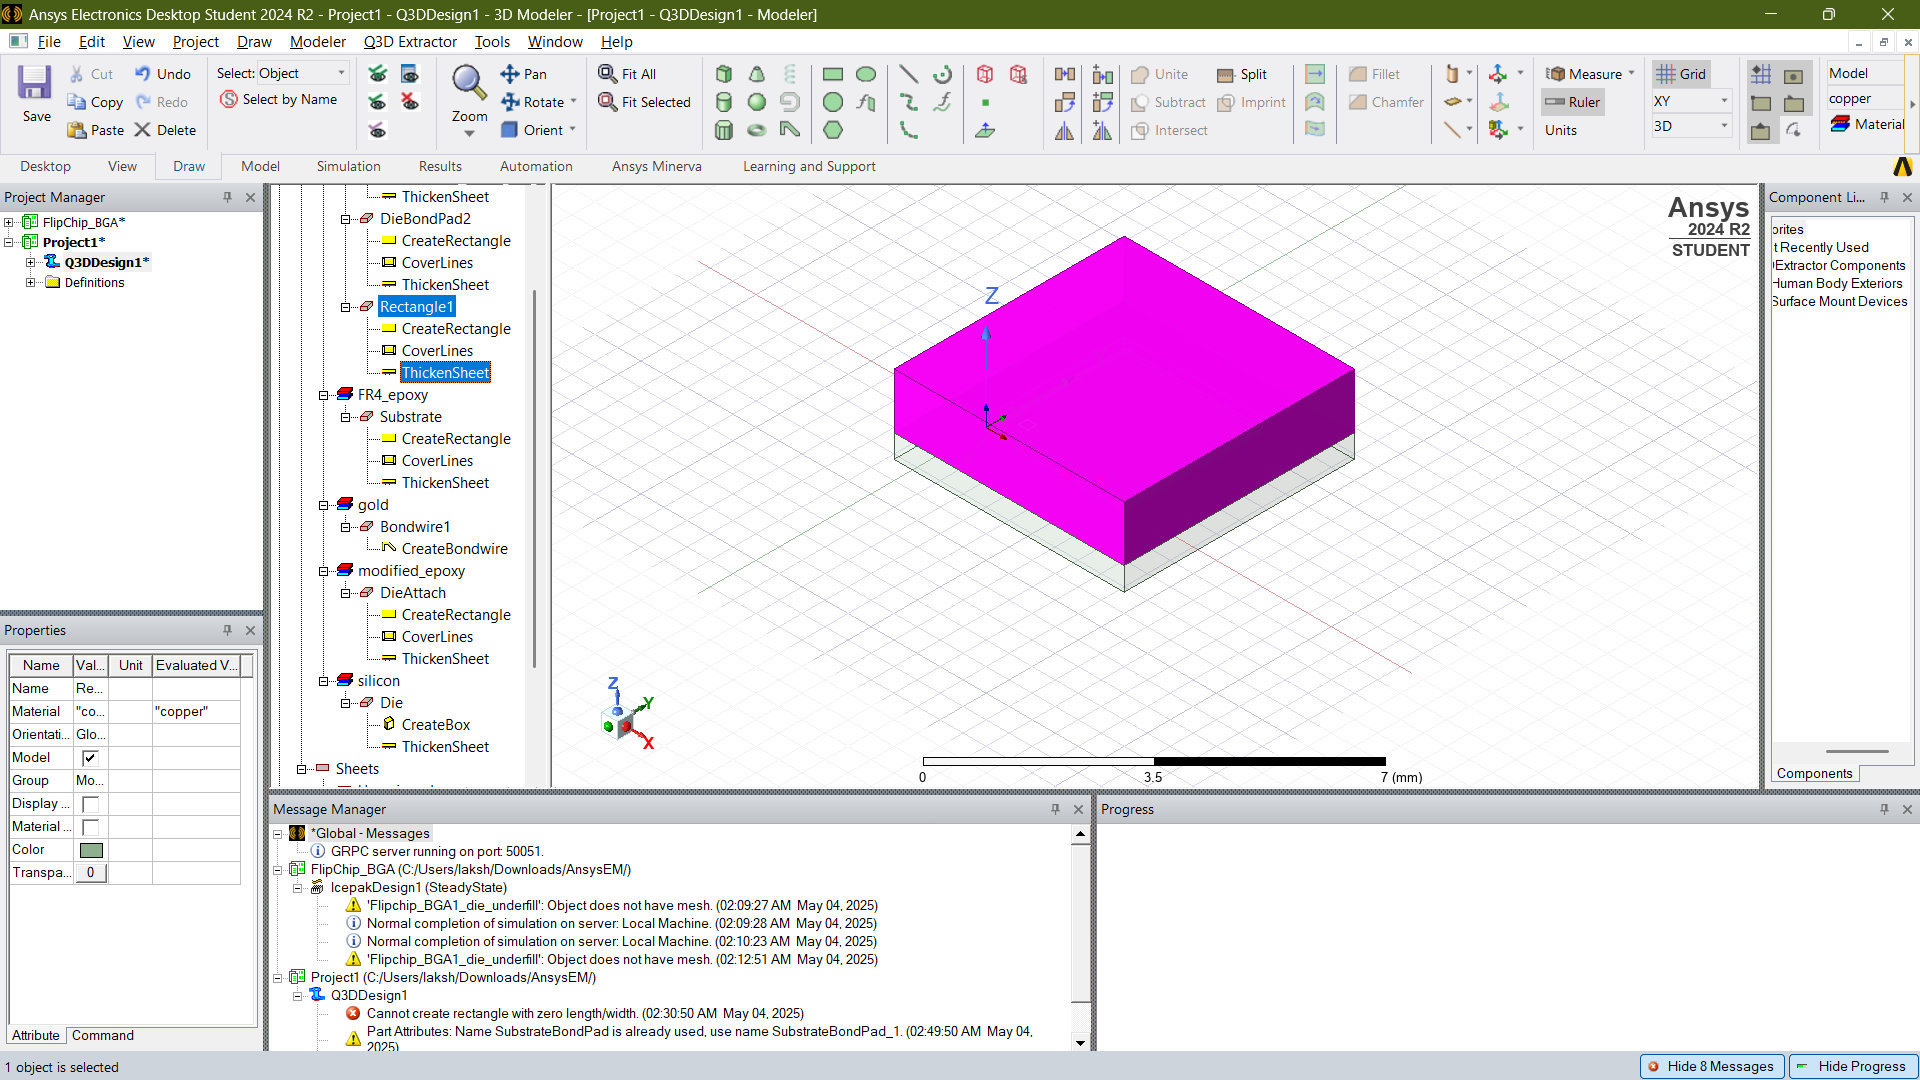 Ansys Electronics Desktop Student 2024 R2 - Project1 - Q3DDesign1 - 3D Modeler - [Project1 - Q3DDesign1 - Modeler]
File Edit View Project Draw Modeler Q3D Extractor Tools Window Help
Save
Cut
Copy
Paste
Undo
Redo
Delete
Select: Object
Select by Name
Zoom
Pan
Rotate
Orient
Fit All
Fit Selected
Unite
Subtract
Intersect
Split
Imprint
Fillet
Chamfer
Measure
Ruler
Units
Grid
XY
3D
Model
copper
Material
Desktop View Draw Model Simulation Results Automation Ansys Minerva Learning and Support
Project Manager
FlipChip_BGA*
Project1*
Q3DDesign1*
Definitions
Properties
Name Val... Unit Evaluated V...
Name Re...
Material "co... "copper"
Orientati... Glo...
Model
Group Mo...
Display ...
Material ...
Color
Transpa... 0
Attribute Command
ThickenSheet
DieBondPad2
CreateRectangle
CoverLines
ThickenSheet
Rectangle1
CreateRectangle
CoverLines
ThickenSheet
FR4_epoxy
Substrate
CreateRectangle
CoverLines
ThickenSheet
gold
Bondwire1
CreateBondwire
modified_epoxy
DieAttach
CreateRectangle
CoverLines
ThickenSheet
silicon
Die
CreateBox
ThickenSheet
Sheets
Ansys
2024 R2
STUDENT
Z
Z
Y
X
0 3.5 7 (mm)
Component Li...
orites
t Recently Used
Extractor Components
Human Body Exteriors
Surface Mount Devices
Components
Message Manager
*Global - Messages
GRPC server running on port: 50051.
FlipChip_BGA (C:/Users/laksh/Downloads/AnsysEM/)
IcepakDesign1 (SteadyState)
'Flipchip_BGA1_die_underfill': Object does not have mesh. (02:09:27 AM May 04, 2025)
Normal completion of simulation on server: Local Machine. (02:09:28 AM May 04, 2025)
Normal completion of simulation on server: Local Machine. (02:10:23 AM May 04, 2025)
'Flipchip_BGA1_die_underfill': Object does not have mesh. (02:12:51 AM May 04, 2025)
Project1 (C:/Users/laksh/Downloads/AnsysEM/)
Q3DDesign1
Cannot create rectangle with zero length/width. (02:30:50 AM May 04, 2025)
Part Attributes: Name SubstrateBondPad is already used, use name SubstrateBondPad_1. (02:49:50 AM May 04,
2025)
Progress
1 object is selected
Hide 8 Messages
Hide Progress